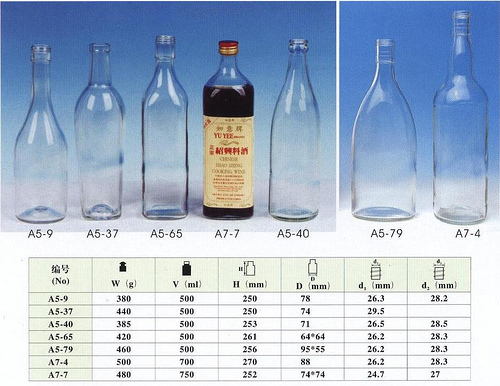 如意牌
YU YEE BRAND
紹興料酒
CHINESE
SHAO HSING
COOKING WINE
A5-9 A5-37 A5-65 A7-7 A5-40 A5-79 A7-4
编号 (No) W (g) V (ml) H (mm) D (mm) d₁ (mm) d₂ (mm)
A5-9 380 500 250 78 26.3 28.2
A5-37 440 500 250 74 29.5
A5-40 385 500 253 71 26.5 28.5
A5-65 420 500 261 64*64 26.2 28.3
A5-79 460 500 256 95*55 26.2 28.3
A7-4 500 700 270 88 26.2 28.3
A7-7 480 750 252 74*74 24.7 27